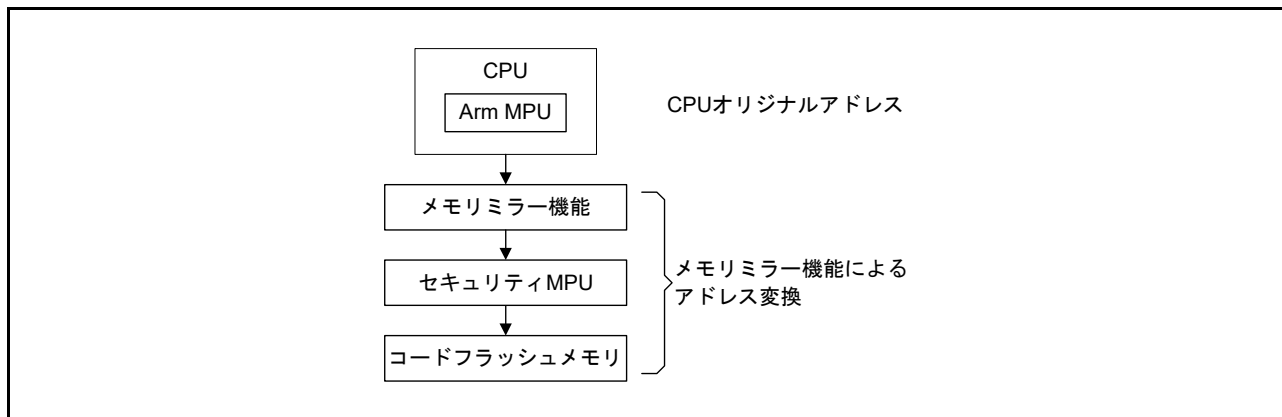 CPU
Arm MPU
CPUオリジナルアドレス
メモリミラー機能
セキュリティMPU
コードフラッシュメモリ
メモリミラー機能による
アドレス変換